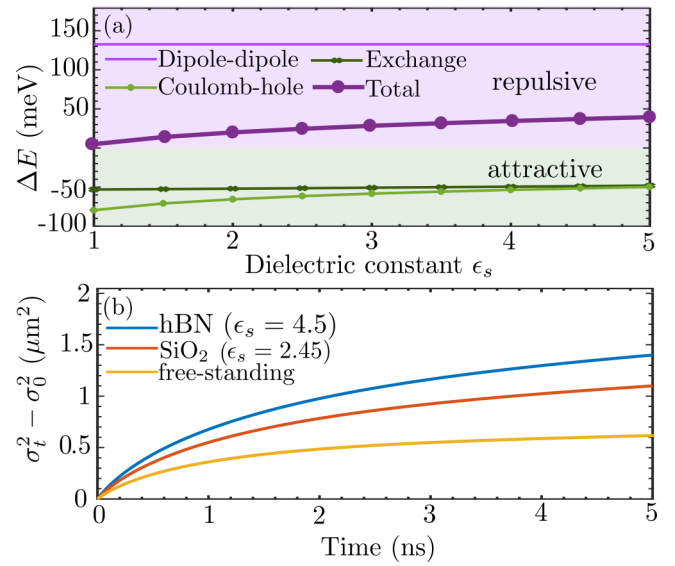 (a)
150
100
50
-50
-100
ΔE (meV)
Dipole-dipole
Exchange
Coulomb-hole
Total
repulsive
attractive
1 2 3 4 5
Dielectric constant ϵₛ
(b)
2
1.5
1
0.5
0
σₜ² − σ₀² (μm²)
hBN (ϵₛ = 4.5)
SiO₂ (ϵₛ = 2.45)
free-standing
0 1 2 3 4 5
Time (ns)